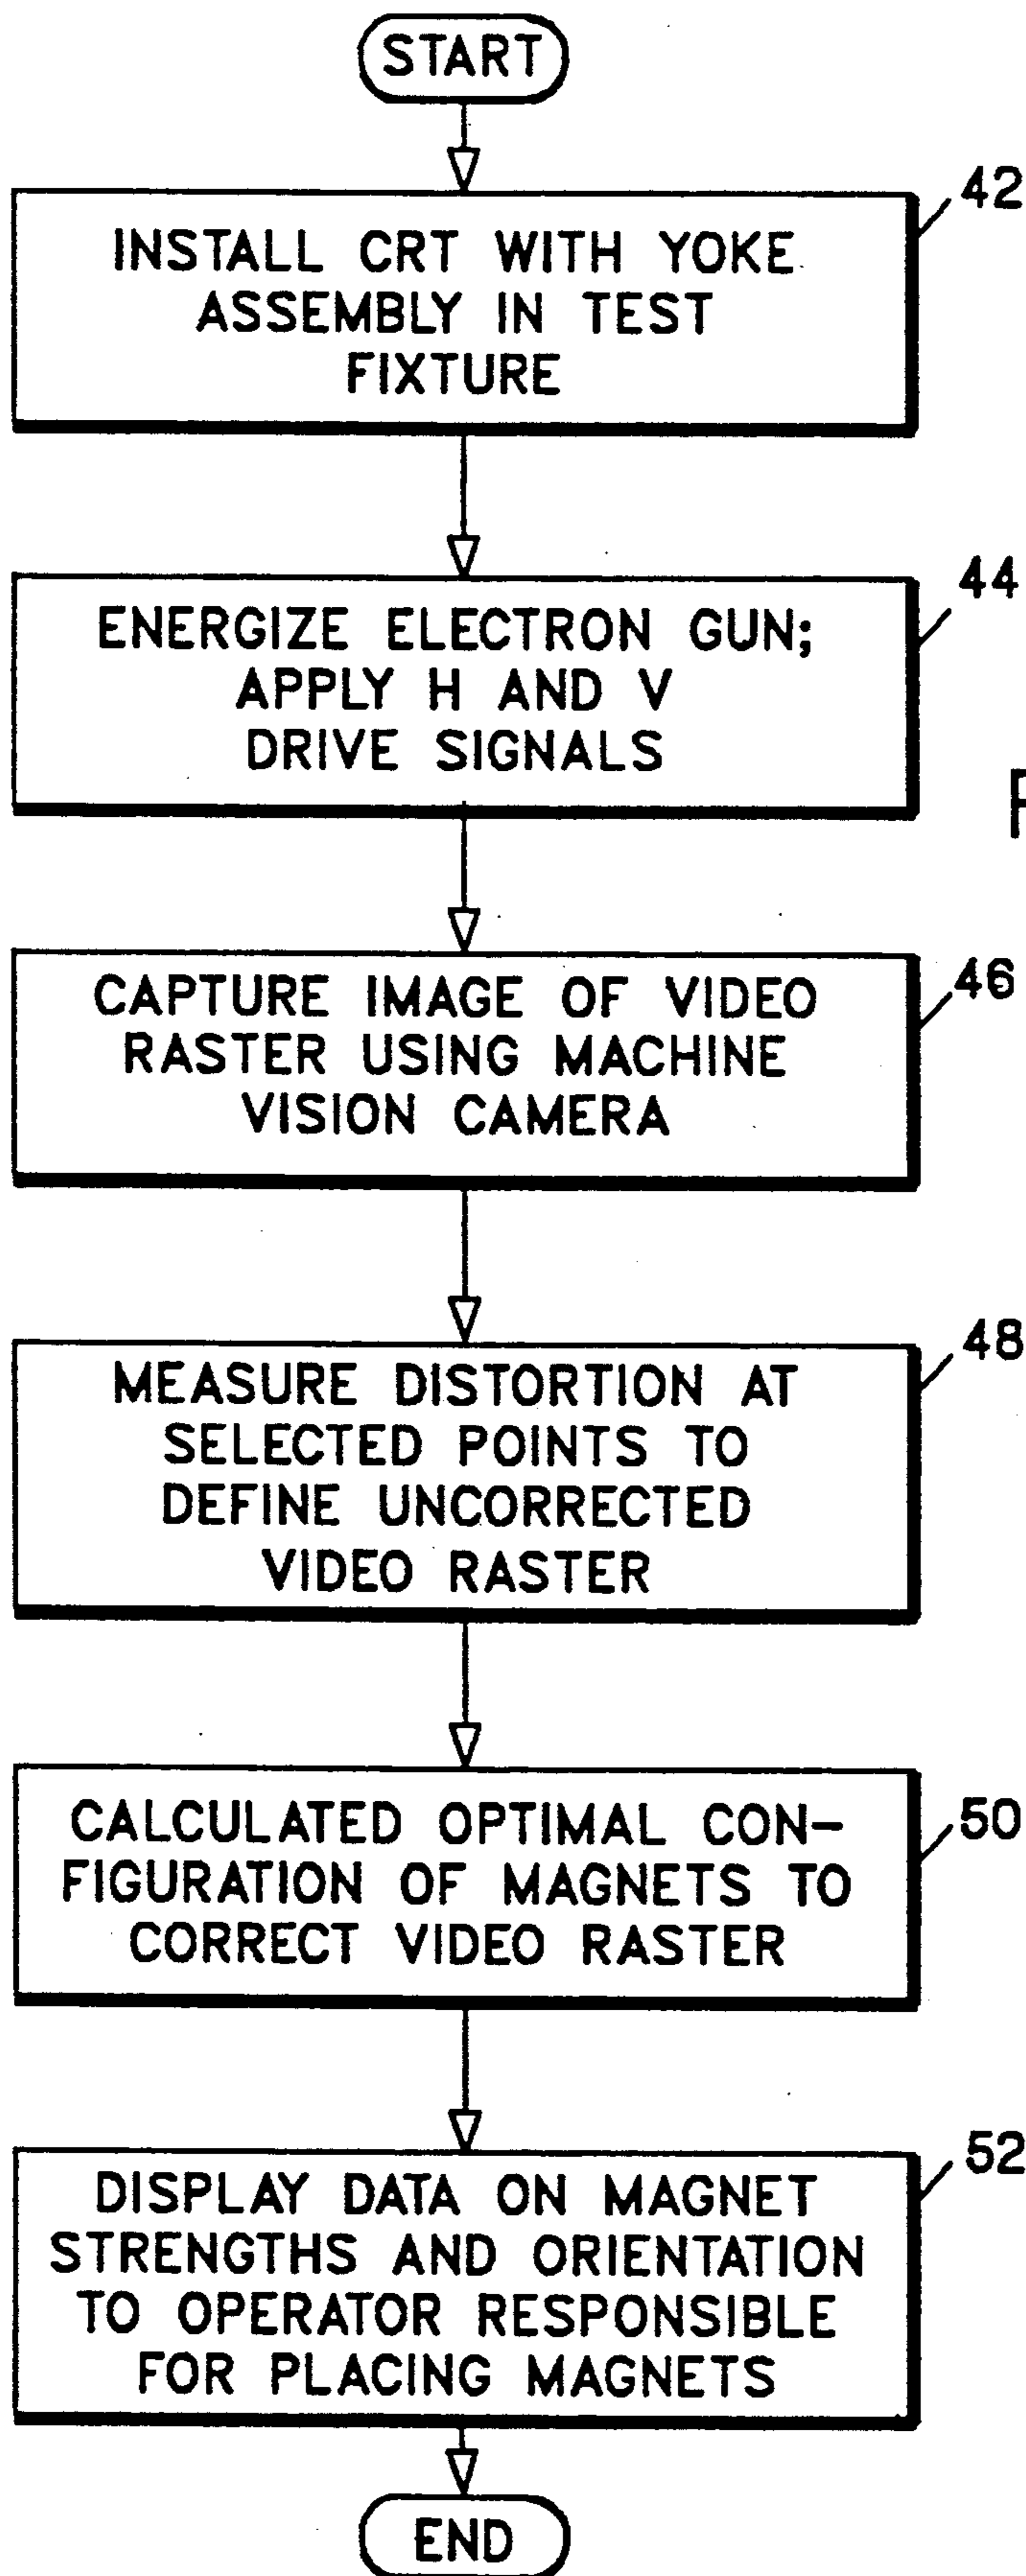 START
42
INSTALL CRT WITH YOKE
ASSEMBLY IN TEST
FIXTURE
44
ENERGIZE ELECTRON GUN;
APPLY H AND V
DRIVE SIGNALS
46
CAPTURE IMAGE OF VIDEO
RASTER USING MACHINE
VISION CAMERA
48
MEASURE DISTORTION AT
SELECTED POINTS TO
DEFINE UNCORRECTED
VIDEO RASTER
50
CALCULATED OPTIMAL CON-
FIGURATION OF MAGNETS TO
CORRECT VIDEO RASTER
52
DISPLAY DATA ON MAGNET
STRENGTHS AND ORIENTATION
TO OPERATOR RESPONSIBLE
FOR PLACING MAGNETS
END